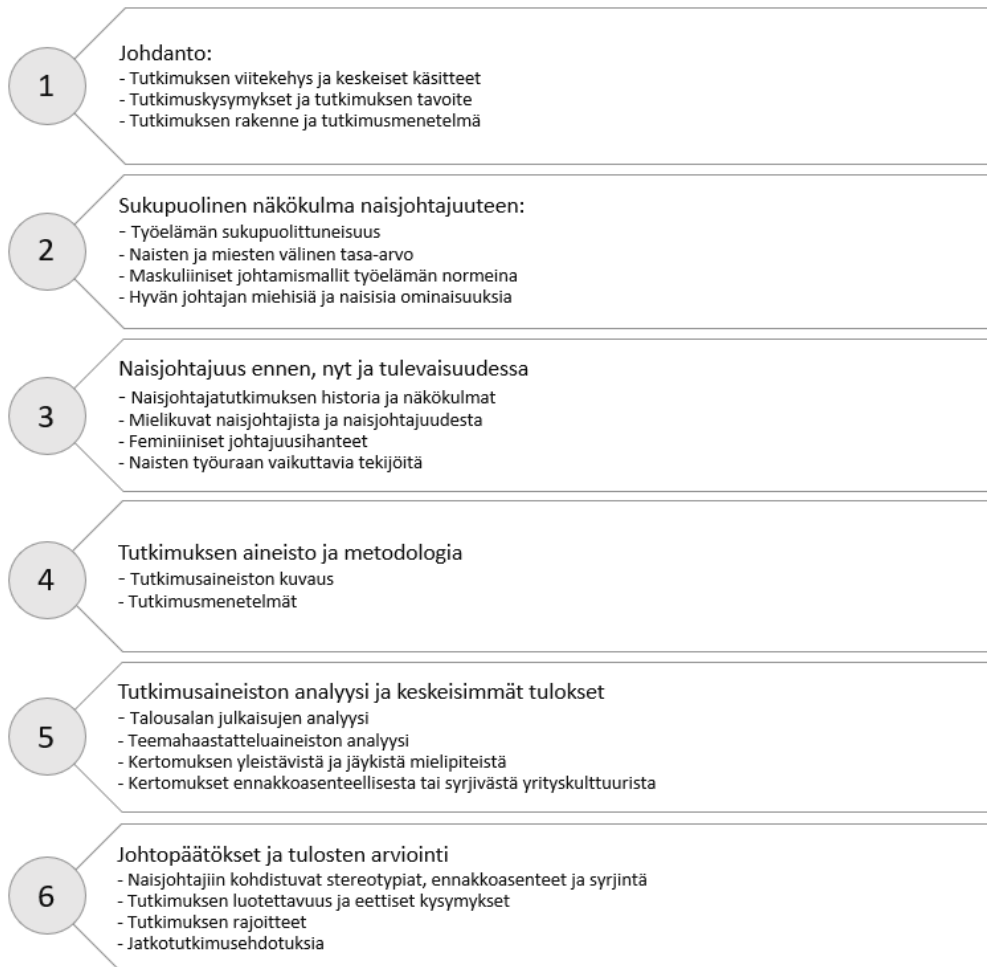 1
Johdanto:
- Tutkimuksen viitekehys ja keskeiset käsitteet
- Tutkimuskysymykset ja tutkimuksen tavoite
- Tutkimuksen rakenne ja tutkimusmenetelmä
2
Sukupuolinen näkökulma naisjohtajuuteen:
- Työelämän sukupuolittuneisuus
- Naisten ja miesten välinen tasa-arvo
- Maskuliiniset johtamismallit työelämän normeina
- Hyvän johtajan miehisiä ja naisisia ominaisuuksia
3
Naisjohtajuus ennen, nyt ja tulevaisuudessa
- Naisjohtajatutkimuksen historia ja näkökulmat
- Mielikuvat naisjohtajista ja naisjohtajuudesta
- Feminiiniset johtajuusihanteet
- Naisten työuraan vaikuttavia tekijöitä
4
Tutkimuksen aineisto ja metodologia
- Tutkimusaineiston kuvaus
- Tutkimusmenetelmät
5
Tutkimusaineiston analyysi ja keskeisimmät tulokset
- Talousalan julkaisujen analyysi
- Teemahaastatteluaineiston analyysi
- Kertomuksen yleistävistä ja jäykistä mielipiteistä
- Kertomukset ennakkoasenteellisesta tai syrjivästä yrityskulttuurista
6
Johtopäätökset ja tulosten arviointi
- Naisjohtajiin kohdistuvat stereotypiat, ennakkoasenteet ja syrjintä
- Tutkimuksen luotettavuus ja eettiset kysymykset
- Tutkimuksen rajoitteet
- Jatkotutkimusehdotuksia